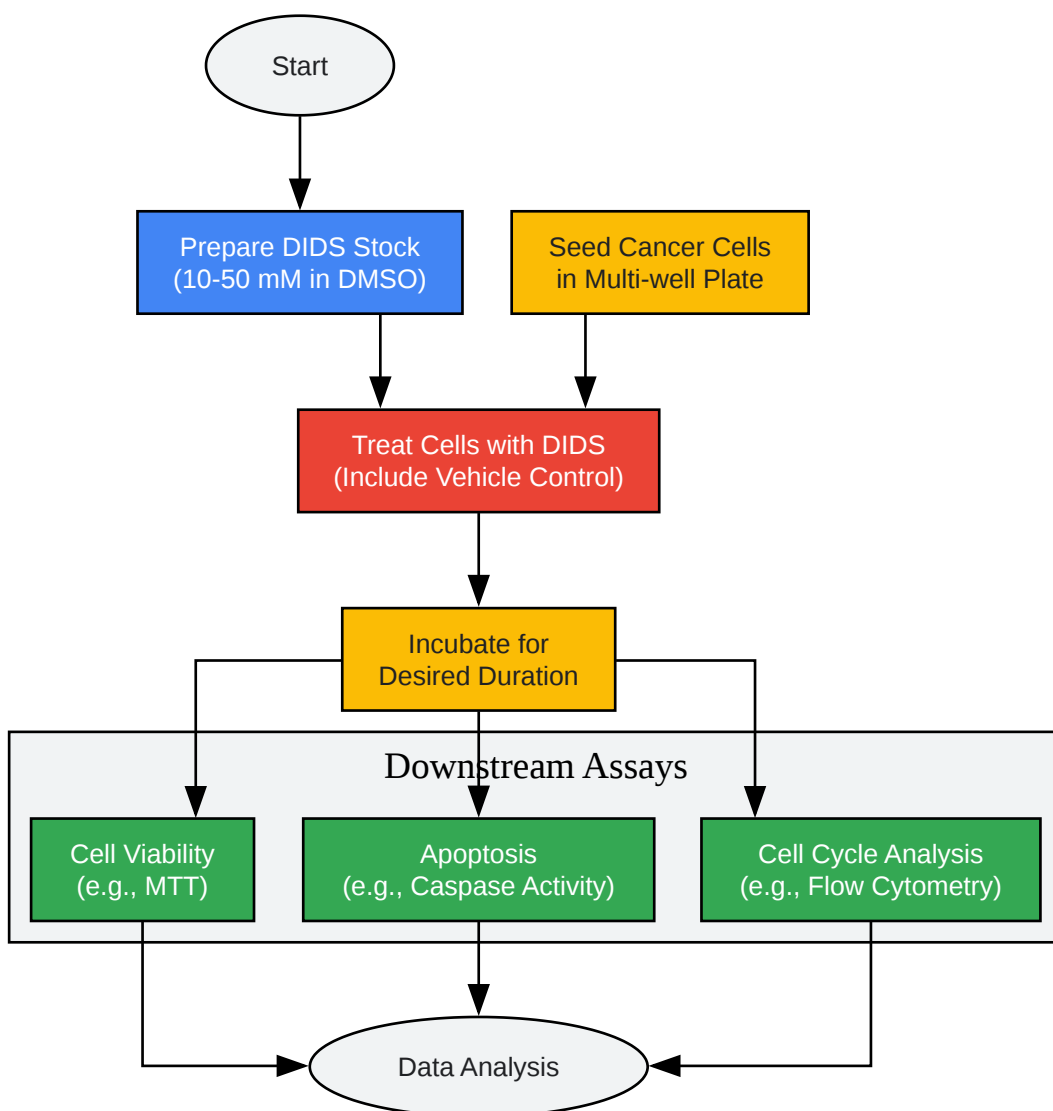 Start
Prepare DIDS Stock
(10-50 mM in DMSO)
Seed Cancer Cells
in Multi-well Plate
Treat Cells with DIDS
(Include Vehicle Control)
Incubate for
Desired Duration
Downstream Assays
Cell Viability
(e.g., MTT)
Apoptosis
(e.g., Caspase Activity)
Cell Cycle Analysis
(e.g., Flow Cytometry)
Data Analysis